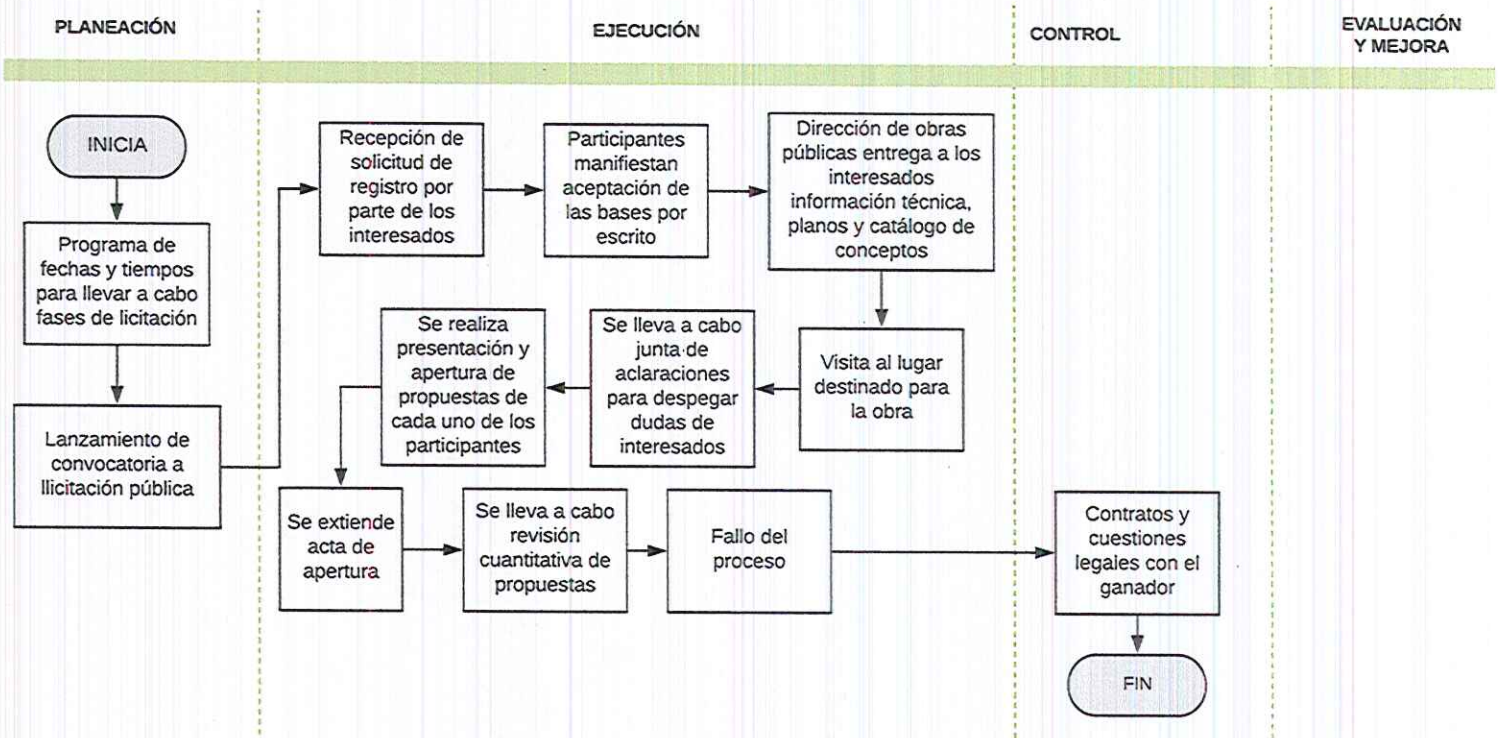 PLANEACIÓN
EJECUCIÓN
CONTROL
EVALUACIÓN
Y MEJORA
INICIA
Programa de
fechas y tiempos
para llevar a cabo
fases de licitación
Lanzamiento de
convocatoria a
llicitación pública
Recepción de
solicitud de
registro por
parte de los
interesados
Participantes
manifiestan
aceptación de
las bases por
escrito
Dirección de obras
públicas entrega a los
interesados
información técnica,
planos y catálogo de
conceptos
Visita al lugar
destinado para
la obra
Se lleva a cabo
junta de
aclaraciones
para despegar
dudas de
interesados
Se realiza
presentación y
apertura de
propuestas de
cada uno de los
participantes
Se extiende
acta de
apertura
Se lleva a cabo
revisión
cuantitativa de
propuestas
Fallo del
proceso
Contratos y
cuestiones
legales con el
ganador
FIN